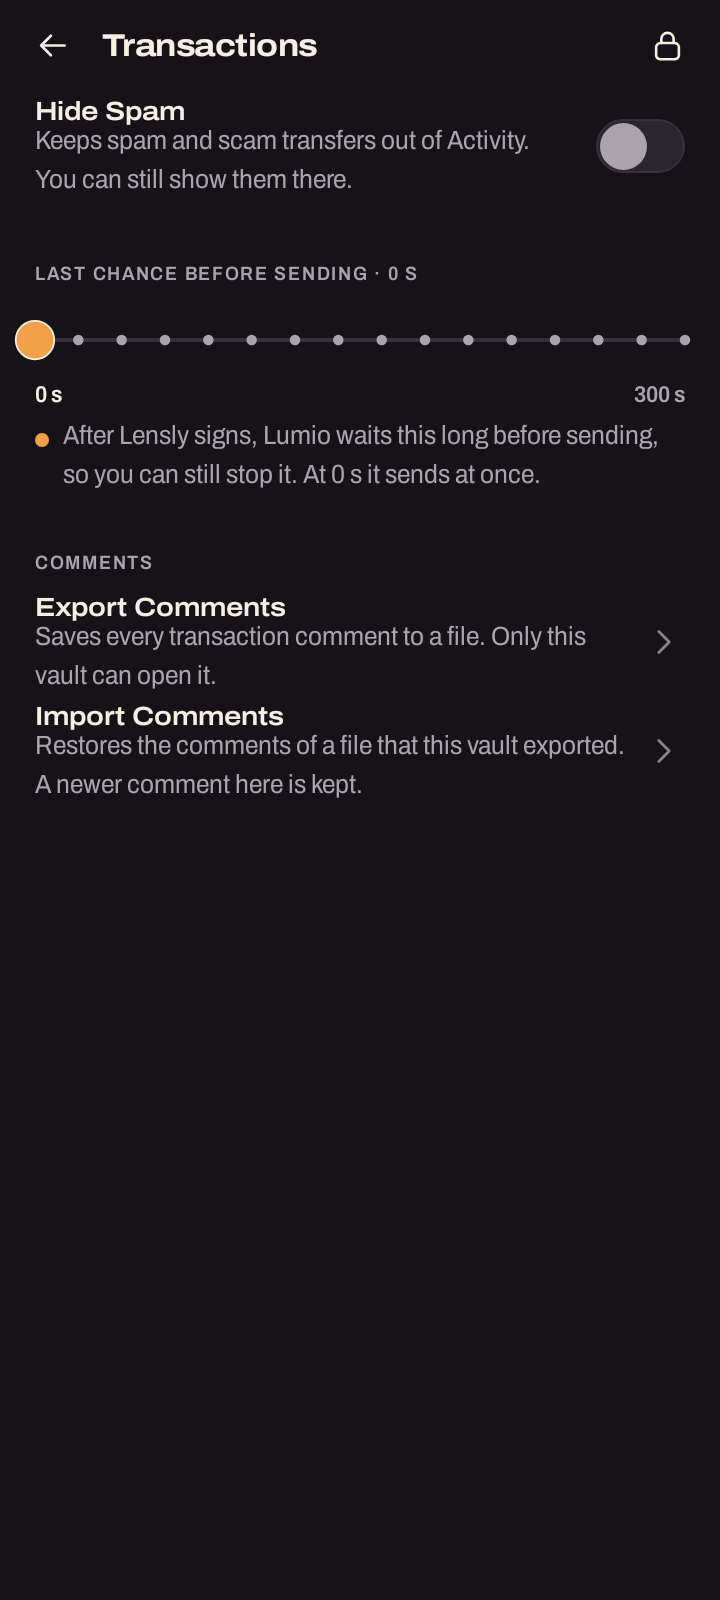 Transactions
Hide Spam
Keeps spam and scam transfers out of Activity.
You can still show them there.
LAST CHANCE BEFORE SENDING · 0 S
0 s
300 s
After Lensly signs, Lumio waits this long before sending,
so you can still stop it. At 0 s it sends at once.
COMMENTS
Export Comments
Saves every transaction comment to a file. Only this
vault can open it.
Import Comments
Restores the comments of a file that this vault exported.
A newer comment here is kept.